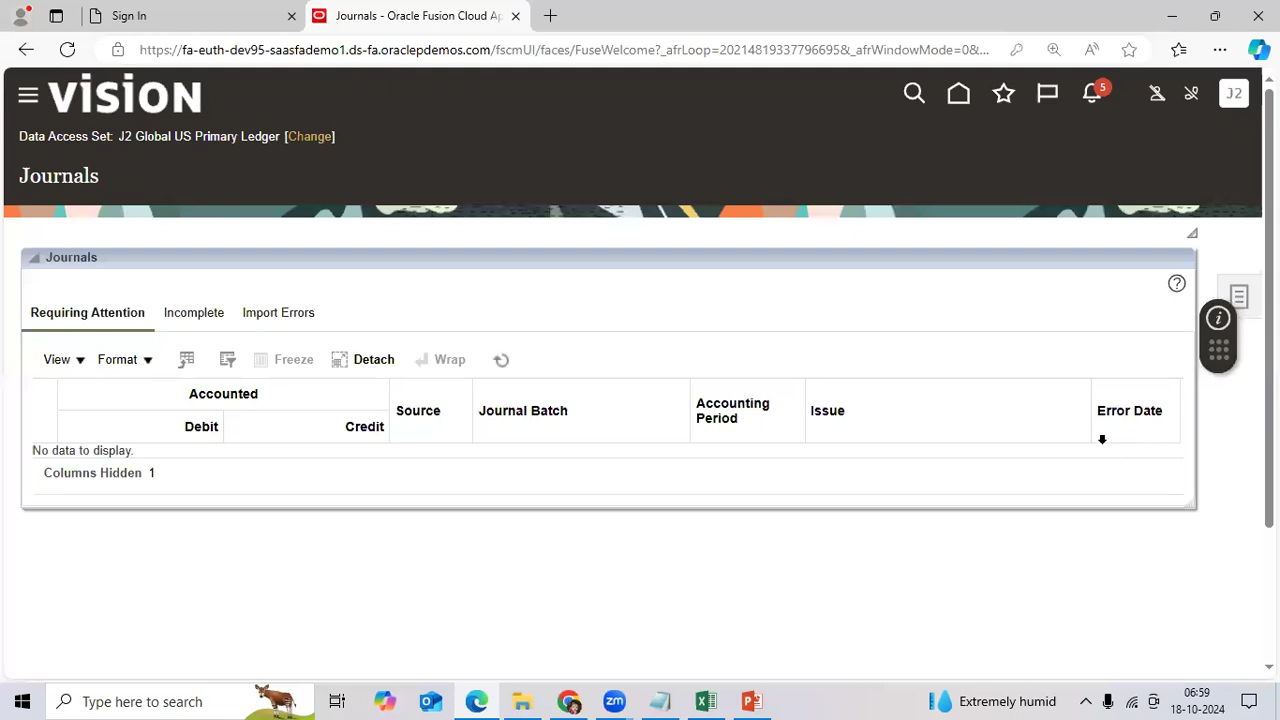 Sign In
Journals - Oracle Fusion Cloud Ap
https://fa-euth-dev95-saasfademo1.ds-fa.oraclepdemos.com/fscmUI/faces/FuseWelcome?_afrLoop=20214819337796695&_afrWindowMode=0&...
vision
5
J2
Data Access Set: J2 Global US Primary Ledger [Change]
Journals
Journals
Requiring Attention Incomplete Import Errors
View Format Freeze Detach Wrap
Accounted
Debit Credit Source Journal Batch Accounting Period Issue Error Date
No data to display.
Columns Hidden 1
Type here to search
Extremely humid
06:59
18-10-2024